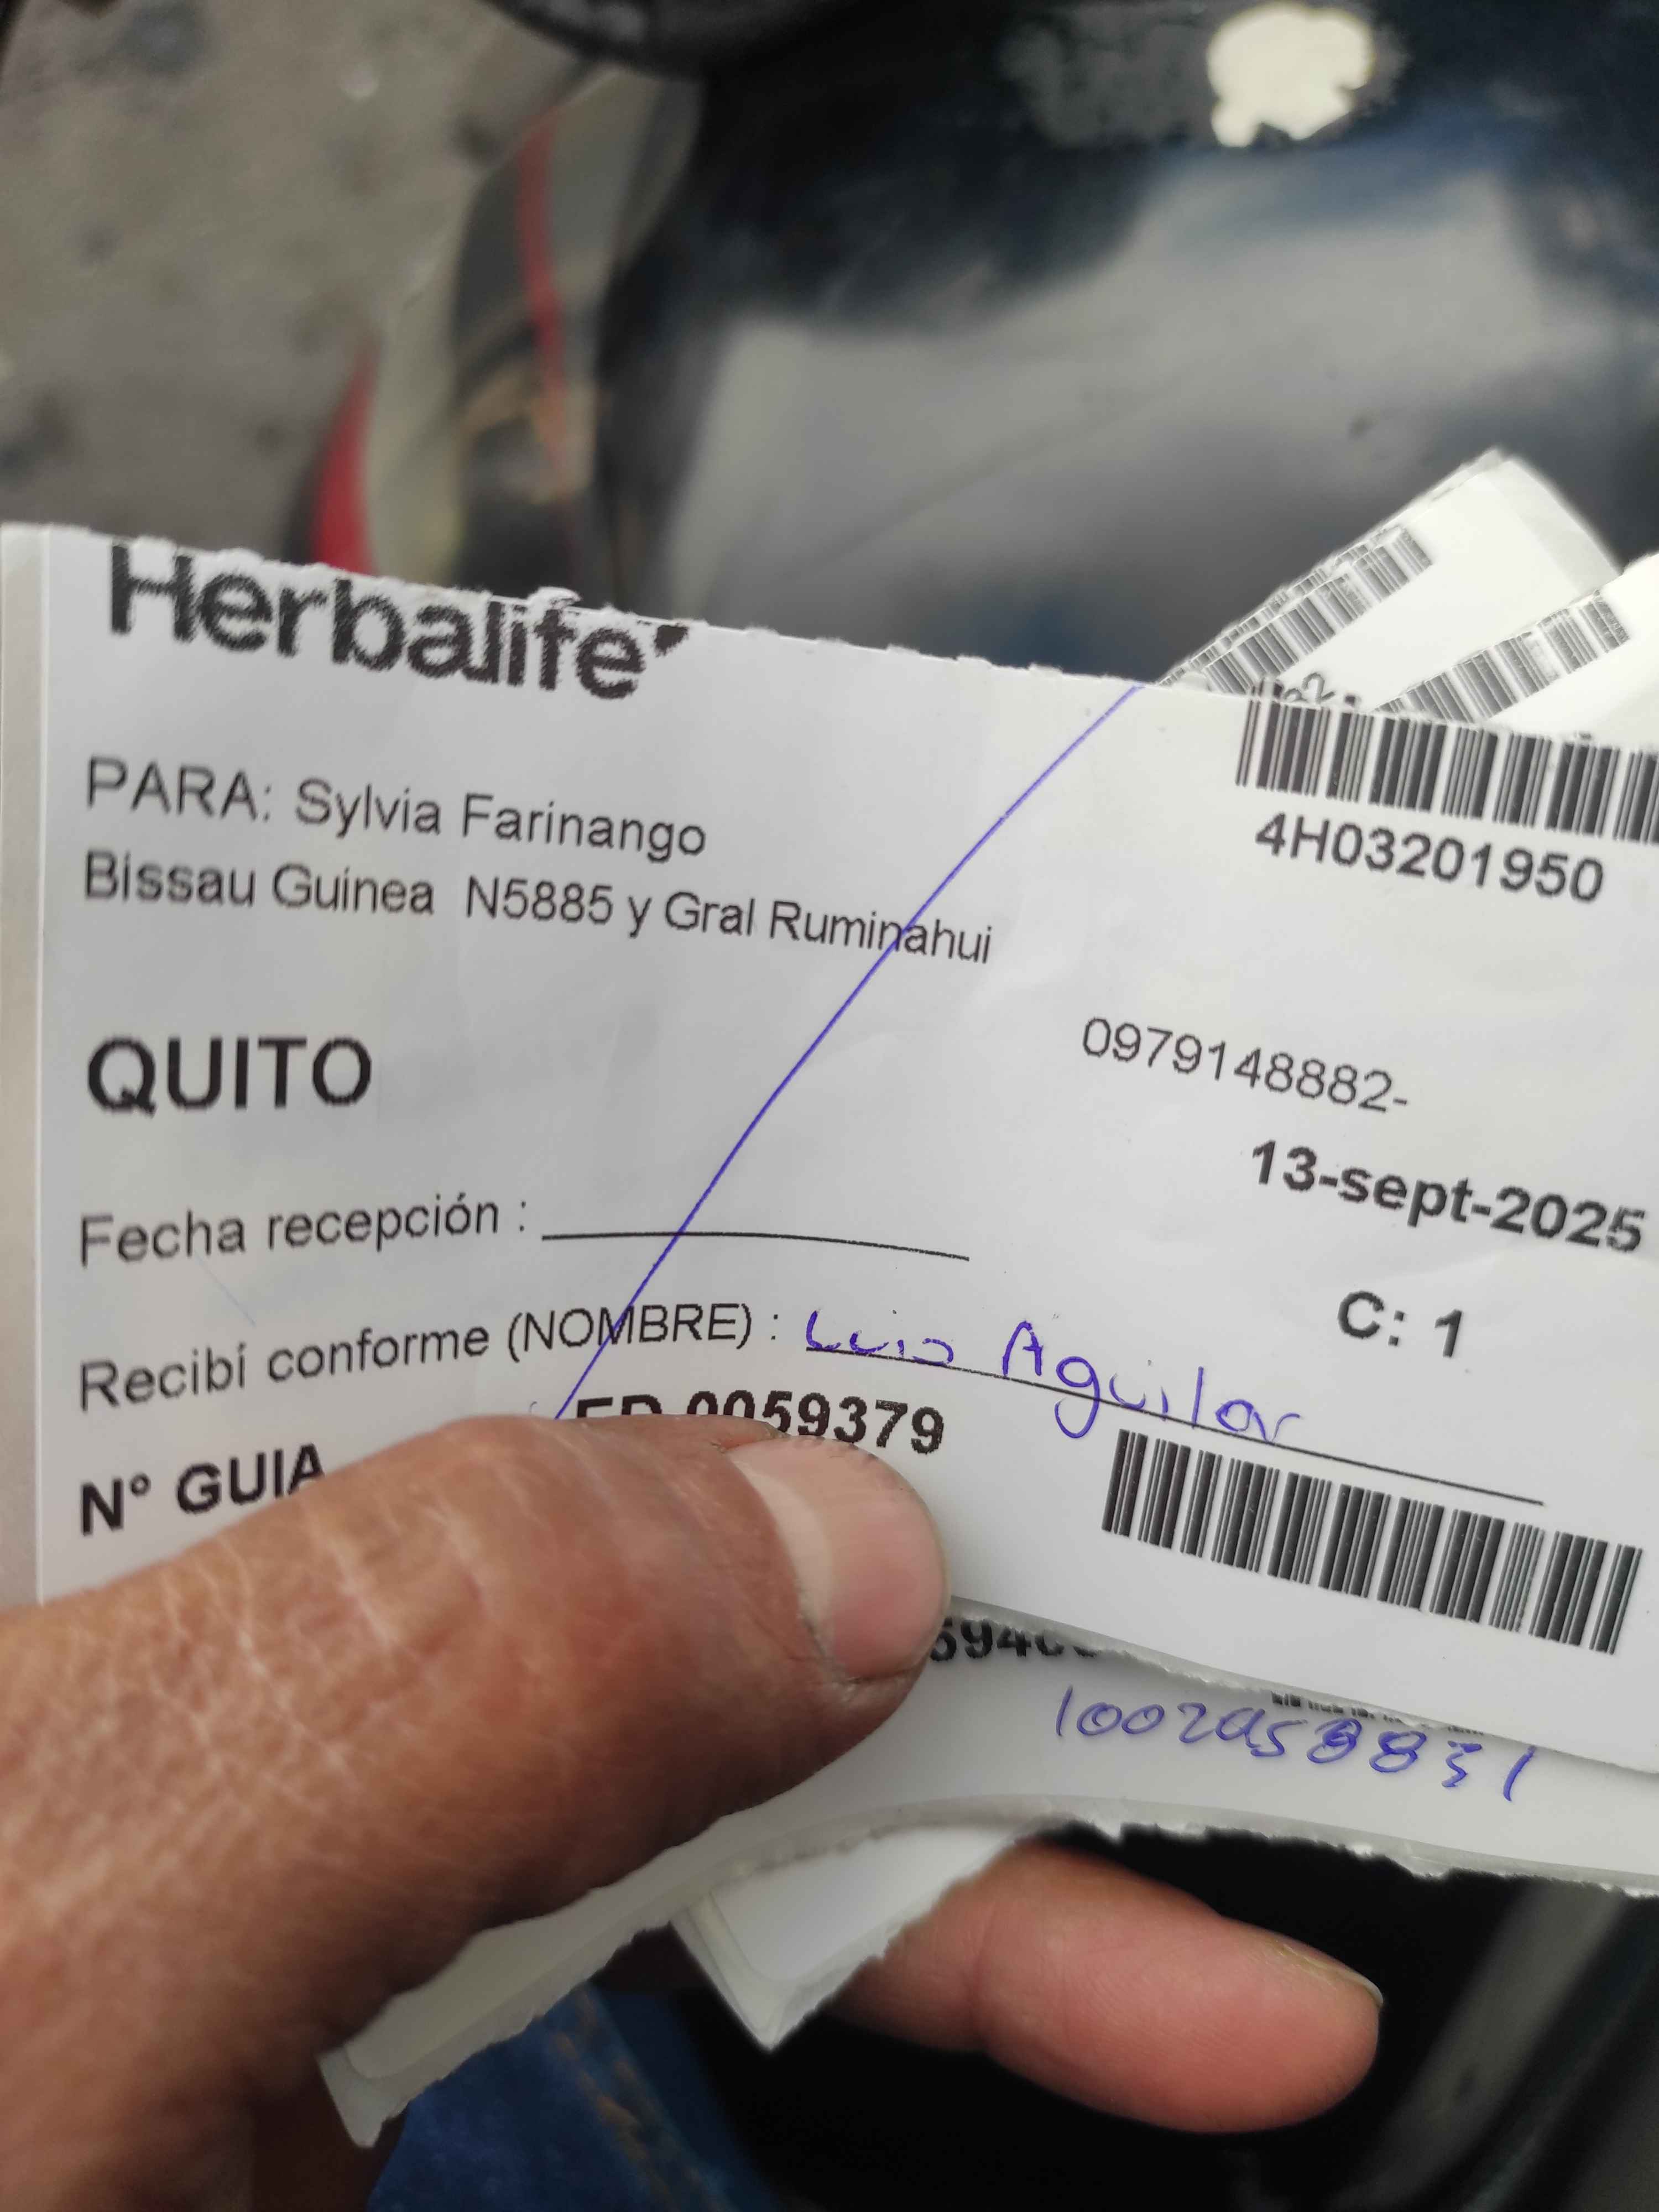 Herbalife
4H03201950
PARA: Sylvia Farinango
Bissau Guinea N5885 y Gral Ruminahui
0979148882-
QUITO
13-sept-2025
Fecha recepción :
C: 1
Recibí conforme (NOMBRE) : Luis Aguilar
N° GUIA 0059379